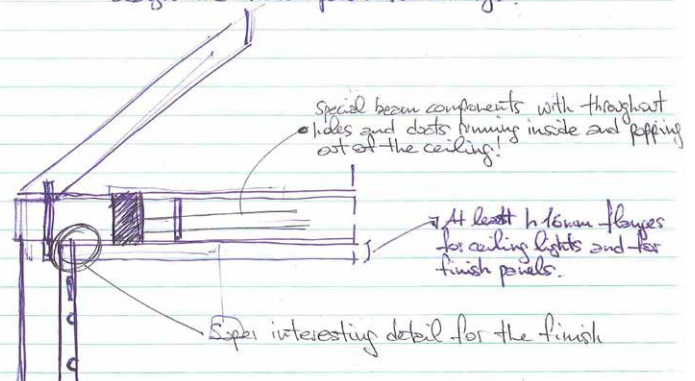 Special beam components with throughout
holes and ducts running inside and popping
out of the ceiling!
At least h 16mm flanges
for ceiling lights and for
finish panels.
Super interesting detail for the finish